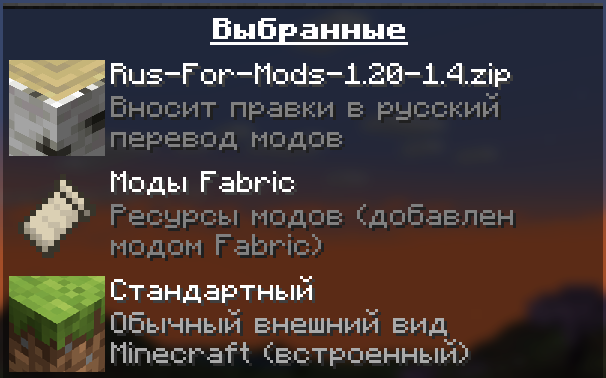 Выбранные
Rus-For-Mods-1.20-1.4.zip
Вносит правки в русский
перевод модов
Моды Fabric
Ресурсы модов (добавлен
модом Fabric)
Стандартный
Обычный внешний вид
Minecraft (встроенный)